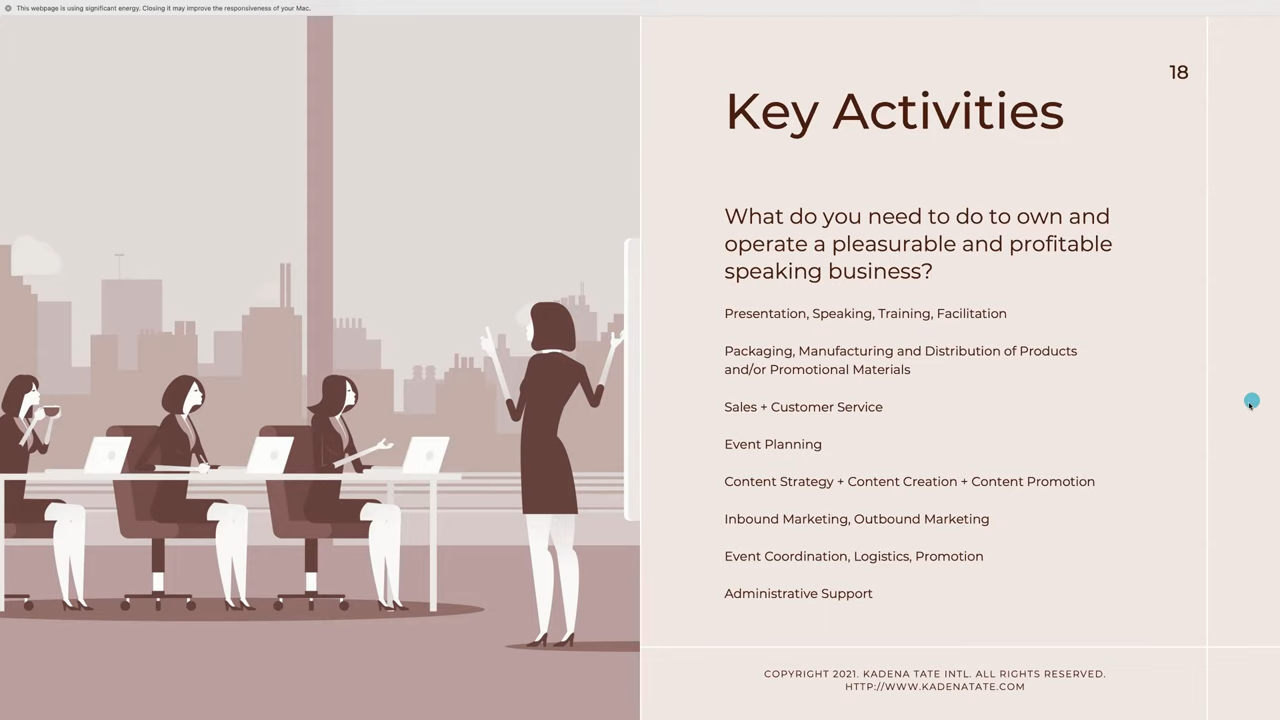 This webpage is using significant energy. Closing it may improve the responsiveness of your Mac.
18
Key Activities
What do you need to do to own and
operate a pleasurable and profitable
speaking business?
Presentation, Speaking, Training, Facilitation
Packaging, Manufacturing and Distribution of Products
and/or Promotional Materials
Sales + Customer Service
Event Planning
Content Strategy + Content Creation + Content Promotion
Inbound Marketing, Outbound Marketing
Event Coordination, Logistics, Promotion
Administrative Support
COPYRIGHT 2021. KADENA TATE INTL. ALL RIGHTS RESERVED.
HTTP://WWW.KADENATATE.COM